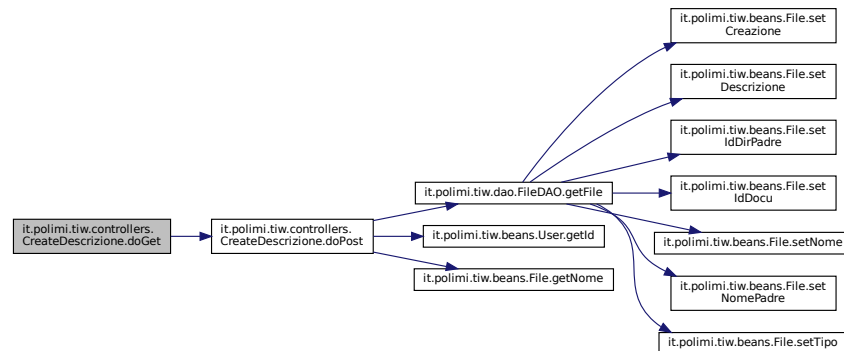 it.polimi.tiw.controllers.
CreateDescrizione.doGet
it.polimi.tiw.controllers.
CreateDescrizione.doPost
it.polimi.tiw.dao.FileDAO.getFile
it.polimi.tiw.beans.User.getId
it.polimi.tiw.beans.File.getNome
it.polimi.tiw.beans.File.set
Creazione
it.polimi.tiw.beans.File.set
Descrizione
it.polimi.tiw.beans.File.set
IdDirPadre
it.polimi.tiw.beans.File.set
IdDocu
it.polimi.tiw.beans.File.setNome
it.polimi.tiw.beans.File.set
NomePadre
it.polimi.tiw.beans.File.setTipo